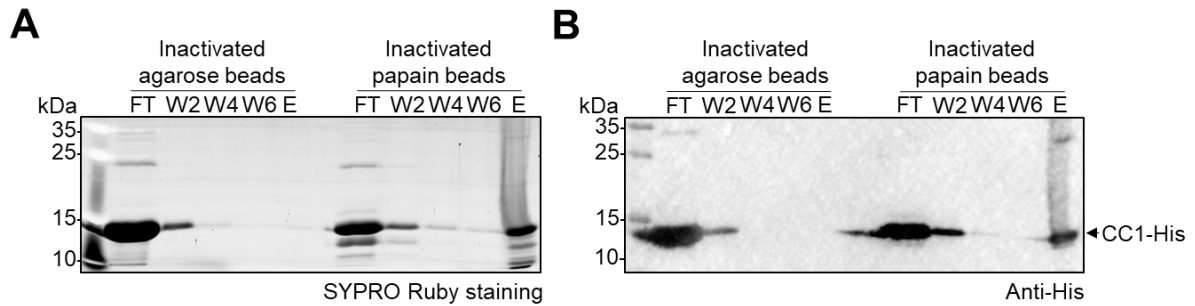 A
Inactivated agarose beads
Inactivated papain beads
kDa
FT W2 W4 W6 E
FT W2 W4 W6 E
35
25
15
10
SYPRO Ruby staining
B
Inactivated agarose beads
Inactivated papain beads
kDa
FT W2 W4 W6 E
FT W2 W4 W6 E
35
25
15
10
CC1-His
Anti-His